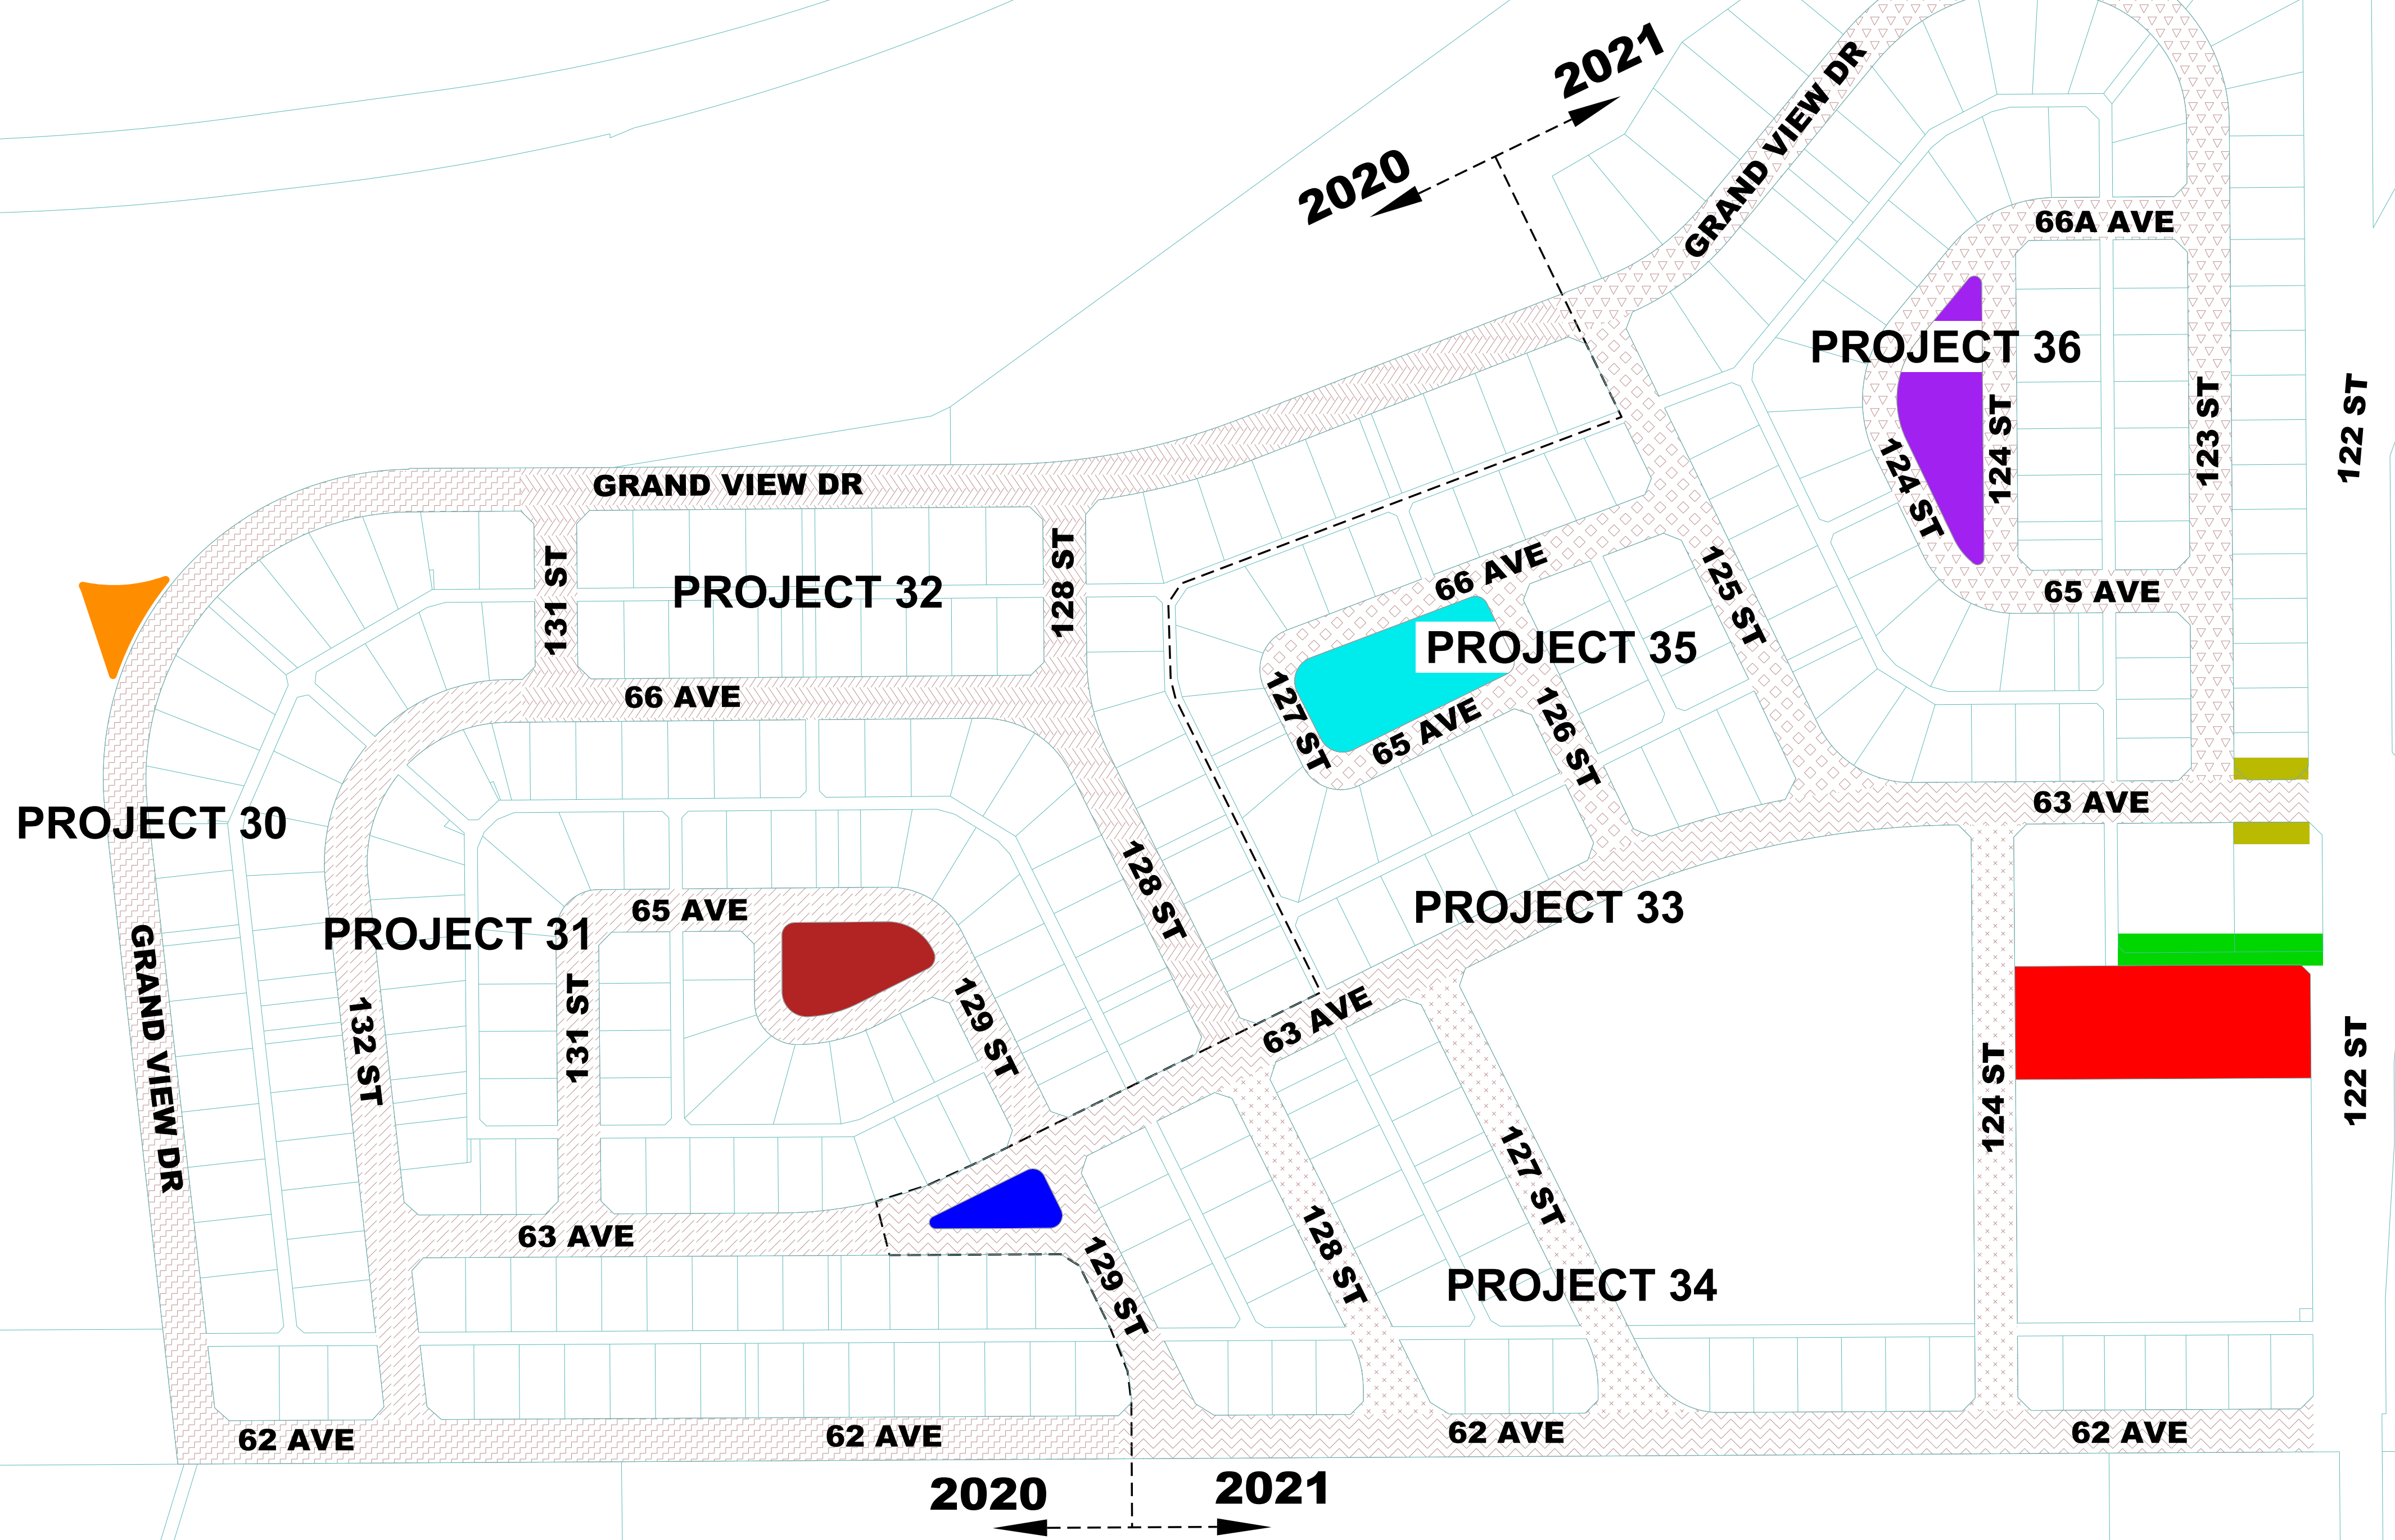 2021
2020
GRAND VIEW DR
66A AVE
PROJECT 36
122 ST
123 ST
124 ST
124 ST
GRAND VIEW DR
131 ST
128 ST
PROJECT 32
66 AVE
125 ST
65 AVE
PROJECT 35
127 ST
65 AVE
126 ST
66 AVE
PROJECT 30
63 AVE
128 ST
PROJECT 33
65 AVE
PROJECT 31
GRAND VIEW DR
132 ST
131 ST
129 ST
63 AVE
124 ST
122 ST
127 ST
63 AVE
129 ST
128 ST
PROJECT 34
62 AVE
62 AVE
62 AVE
62 AVE
2020
2021